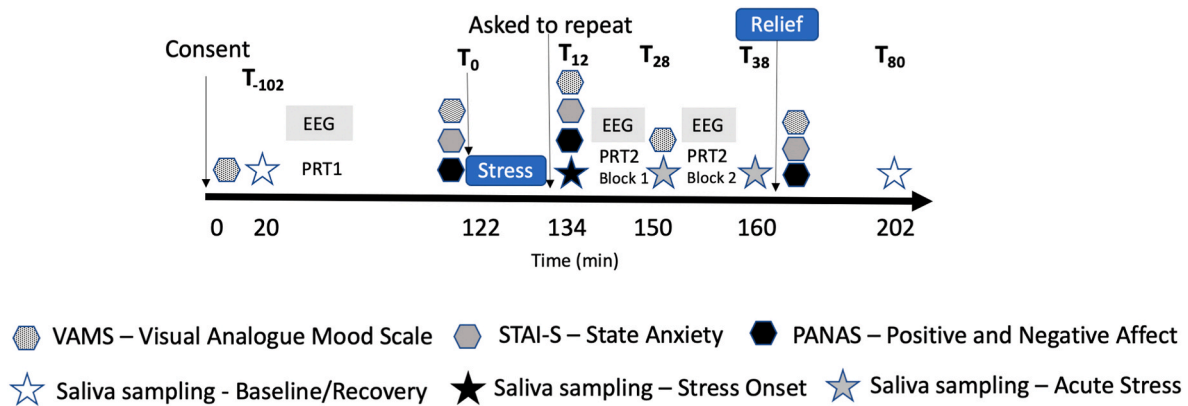 Asked to repeat
Relief
Consent
T-102
T0
T12
T28
T38
T80
EEG
EEG
EEG
PRT1
Stress
PRT2
Block 1
PRT2
Block 2
0 20 122 134 150 160 202
Time (min)
VAMS – Visual Analogue Mood Scale
STAI-S – State Anxiety
PANAS – Positive and Negative Affect
Saliva sampling - Baseline/Recovery
Saliva sampling – Stress Onset
Saliva sampling – Acute Stress